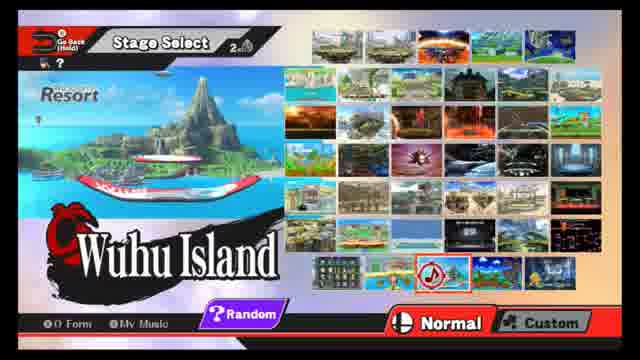 Go Back
(Hold)
Stage Select
2
?
Resort
Wuhu Island
Ω Form
My Music
? Random
Normal
Custom